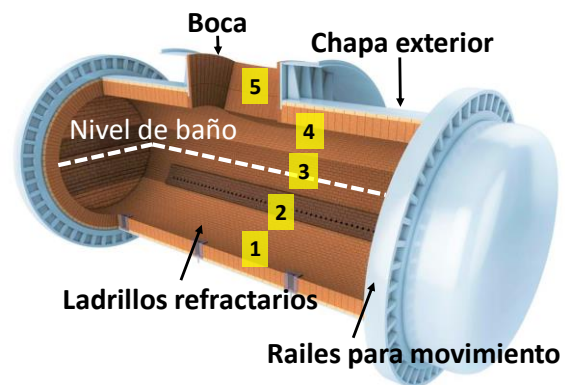 Boca
Chapa exterior
5
Nivel de baño
4
3
2
1
Ladrillos refractarios
Railes para movimiento